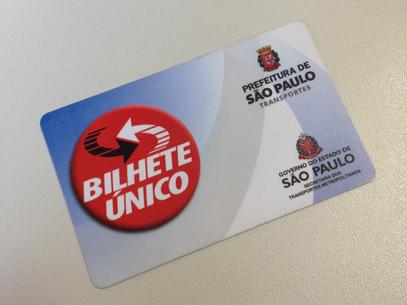 BILHETE
ÚNICO
PREFEITURA DE
SÃO PAULO
TRANSPORTES
GOVERNO DO ESTADO DE
SÃO PAULO
SECRETARIA DOS
TRANSPORTES METROPOLITANOS